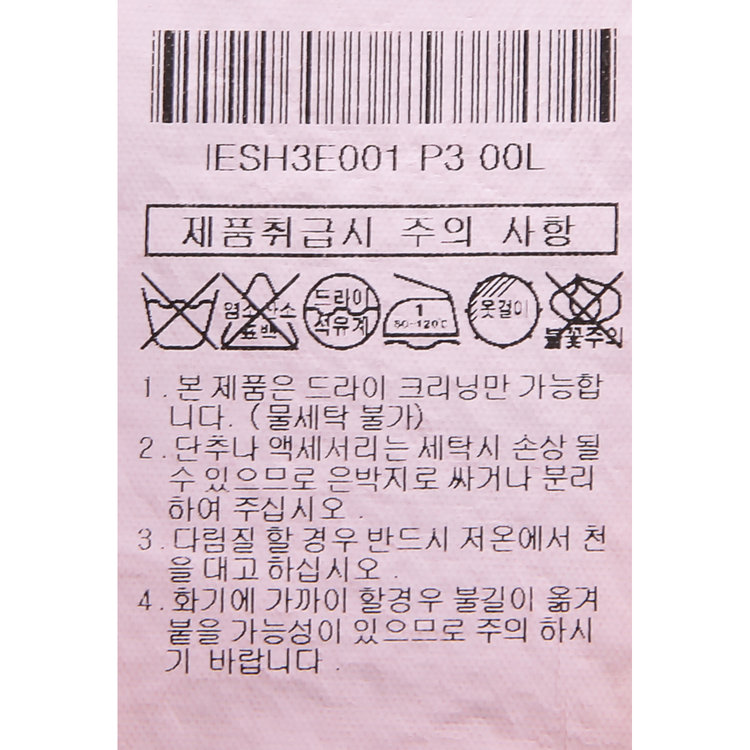 IESH3E001 P3 00L
제품취급시 주의 사항
염소산소 표백
드라이 석유계
1 80-120℃
옷걸이
불꽃주의
1. 본 제품은 드라이 크리닝만 가능합
니다. (물세탁 불가)
2. 단추나 액세서리는 세탁시 손상 될
수 있으므로 은박지로 싸거나 분리
하여 주십시오.
3. 다림질 할 경우 반드시 저온에서 천
을 대고 하십시오.
4. 화기에 가까이 할경우 불길이 옮겨
붙을 가능성이 있으므로 주의 하시
기 바랍니다.